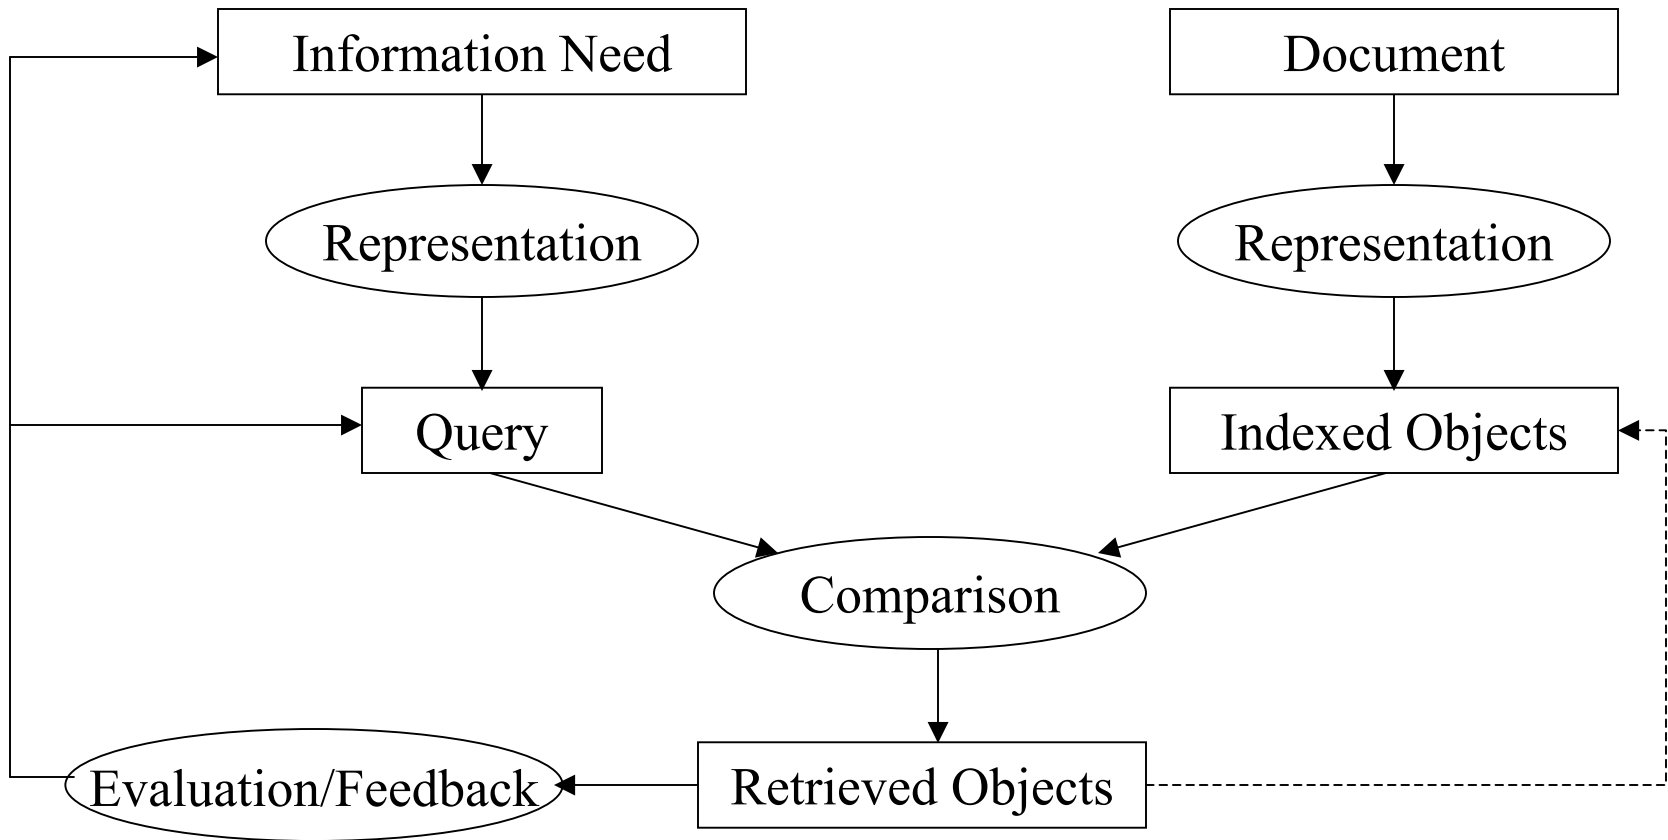 Information Need
Document
Representation
Representation
Query
Indexed Objects
Comparison
Evaluation/Feedback
Retrieved Objects